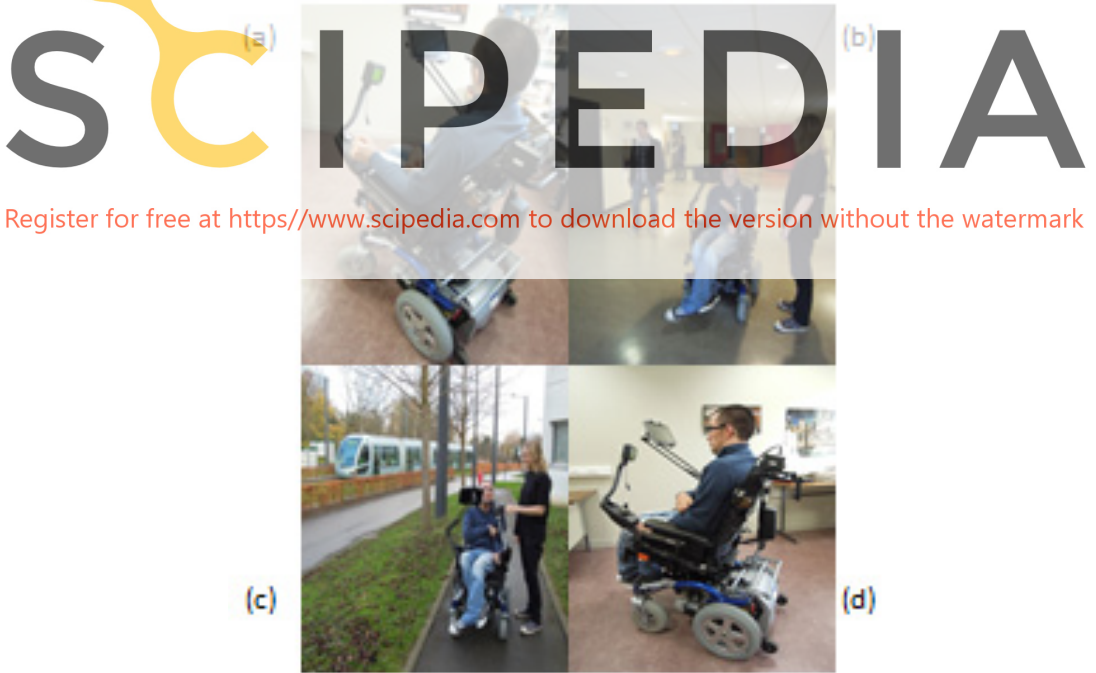 (a) (b)
SCIPEDIA
Register for free at https//www.scipedia.com to download the version without the watermark
(c) (d)